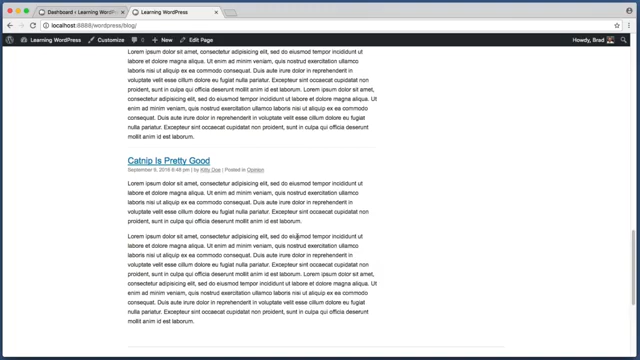 Dashboard ‹ Learning WordPr
Learning WordPress
localhost:8888/wordpress/blog/
Learning WordPress Customize 0 New Edit Page Howdy, Brad
Lorem ipsum dolor sit amet, consectetur adipisicing elit, sed do eiusmod tempor incididunt ut
labore et dolore magna aliqua. Ut enim ad minim veniam, quis nostrud exercitation ullamco
laboris nisi ut aliquip ex ea commodo consequat. Duis aute irure dolor in reprehenderit in
voluptate velit esse cillum dolore eu fugiat nulla pariatur. Excepteur sint occaecat cupidatat non
proident, sunt in culpa qui officia deserunt mollit anim id est laborum. Lorem ipsum dolor sit amet,
consectetur adipisicing elit, sed do eiusmod tempor incididunt ut labore et dolore magna aliqua. Ut
enim ad minim veniam, quis nostrud exercitation ullamco laboris nisi ut aliquip ex ea commodo
consequat. Duis aute irure dolor in reprehenderit in voluptate velit esse cillum dolore eu fugiat
nulla pariatur. Excepteur sint occaecat cupidatat non proident, sunt in culpa qui officia deserunt
mollit anim id est laborum.
Catnip Is Pretty Good
September 9, 2016 6:48 pm | by Kitty Doe | Posted in Opinion
Lorem ipsum dolor sit amet, consectetur adipisicing elit, sed do eiusmod tempor incididunt ut
labore et dolore magna aliqua. Ut enim ad minim veniam, quis nostrud exercitation ullamco
laboris nisi ut aliquip ex ea commodo consequat. Duis aute irure dolor in reprehenderit in
voluptate velit esse cillum dolore eu fugiat nulla pariatur. Excepteur sint occaecat cupidatat non
proident, sunt in culpa qui officia deserunt mollit anim id est laborum.
Lorem ipsum dolor sit amet, consectetur adipisicing elit, sed do eiusmod tempor incididunt ut
labore et dolore magna aliqua. Ut enim ad minim veniam, quis nostrud exercitation ullamco
laboris nisi ut aliquip ex ea commodo consequat. Duis aute irure dolor in reprehenderit in
voluptate velit esse cillum dolore eu fugiat nulla pariatur. Excepteur sint occaecat cupidatat non
proident, sunt in culpa qui officia deserunt mollit anim id est laborum. Lorem ipsum dolor sit amet,
consectetur adipisicing elit, sed do eiusmod tempor incididunt ut labore et dolore magna aliqua. Ut
enim ad minim veniam, quis nostrud exercitation ullamco laboris nisi ut aliquip ex ea commodo
consequat. Duis aute irure dolor in reprehenderit in voluptate velit esse cillum dolore eu fugiat
nulla pariatur. Excepteur sint occaecat cupidatat non proident, sunt in culpa qui officia deserunt
mollit anim id est laborum.